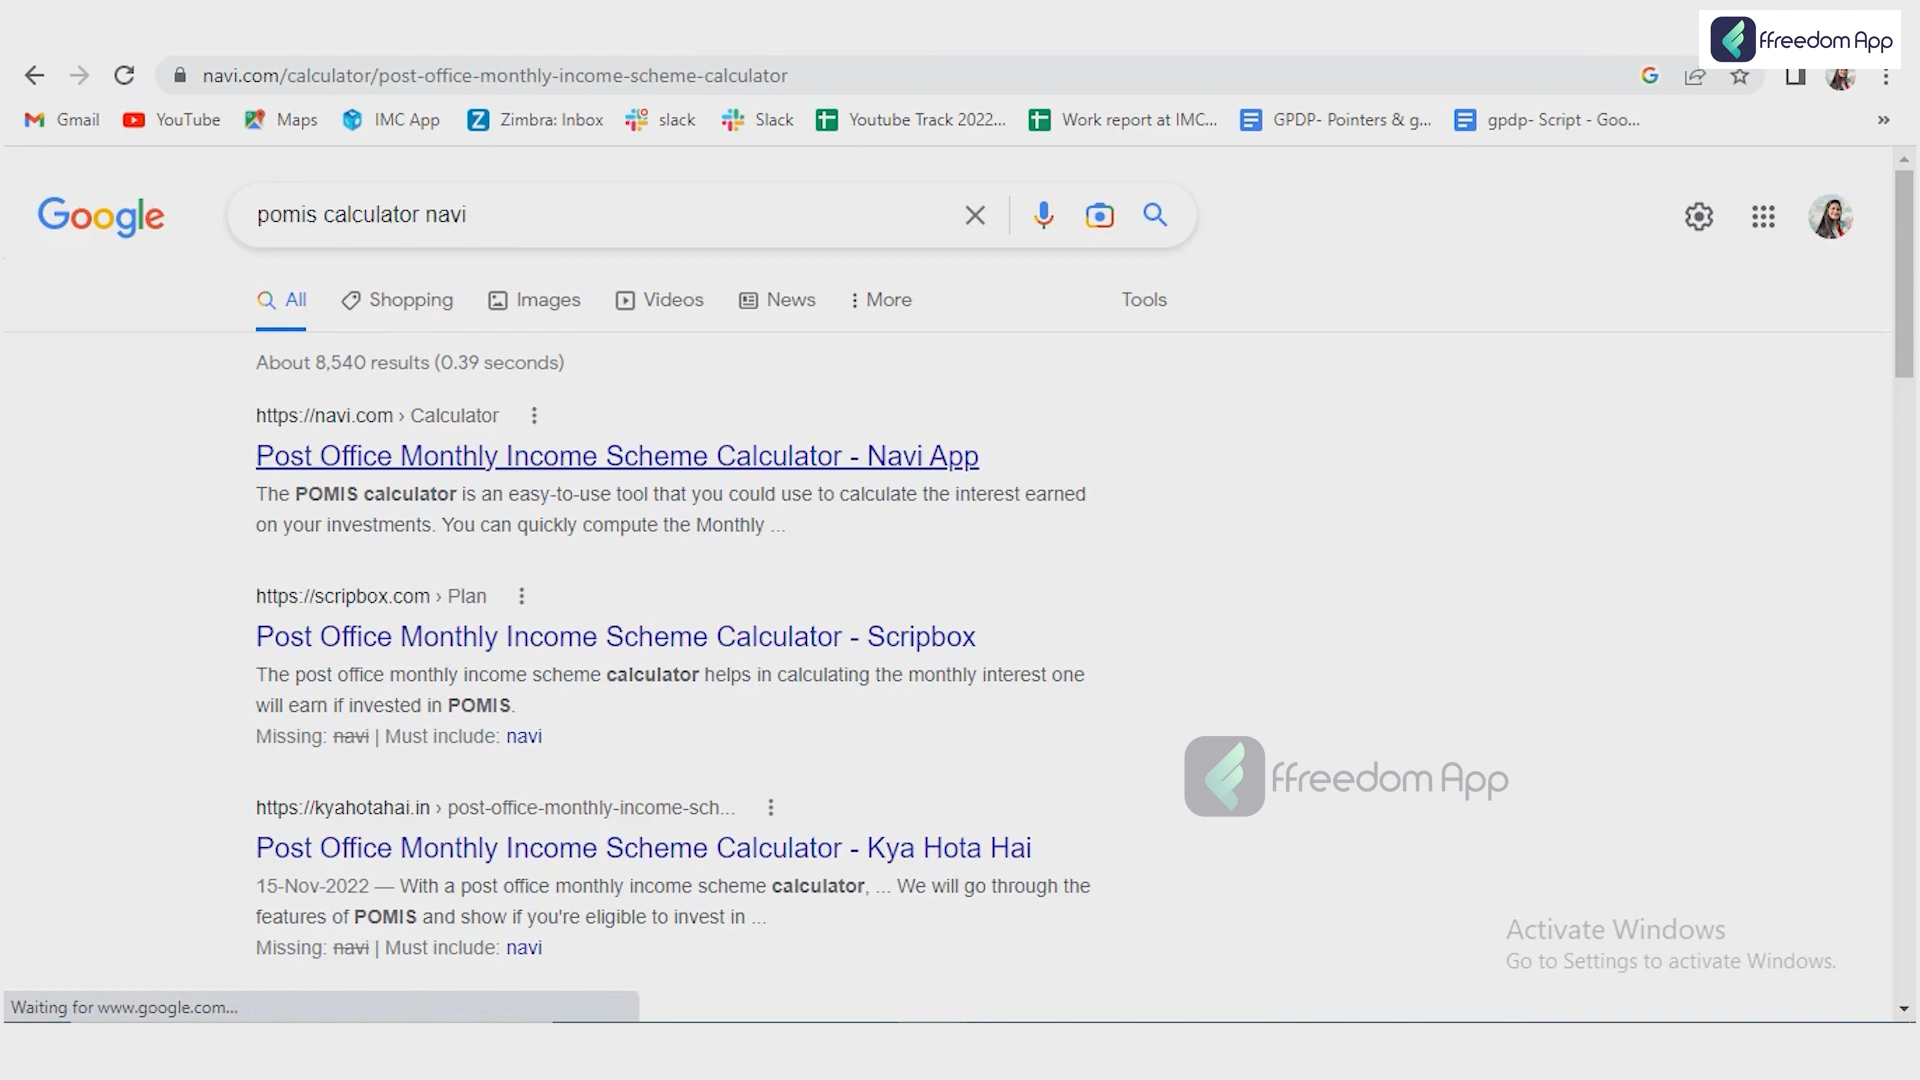 ffreedom App
navi.com/calculator/post-office-monthly-income-scheme-calculator
Gmail YouTube Maps IMC App Zimbra: Inbox slack Slack Youtube Track 2022... Work report at IMC... GPDP- Pointers & g... gpdp- Script - Goo... »
Google
pomis calculator navi
All Shopping Images Videos News More Tools
About 8,540 results (0.39 seconds)
https://navi.com › Calculator
Post Office Monthly Income Scheme Calculator - Navi App
The POMIS calculator is an easy-to-use tool that you could use to calculate the interest earned
on your investments. You can quickly compute the Monthly ...
https://scripbox.com › Plan
Post Office Monthly Income Scheme Calculator - Scripbox
The post office monthly income scheme calculator helps in calculating the monthly interest one
will earn if invested in POMIS.
Missing: navi | Must include: navi
ffreedom App
https://kyahotahai.in › post-office-monthly-income-sch...
Post Office Monthly Income Scheme Calculator - Kya Hota Hai
15-Nov-2022 — With a post office monthly income scheme calculator, ... We will go through the
features of POMIS and show if you're eligible to invest in ...
Missing: navi | Must include: navi
Activate Windows
Go to Settings to activate Windows.
Waiting for www.google.com...